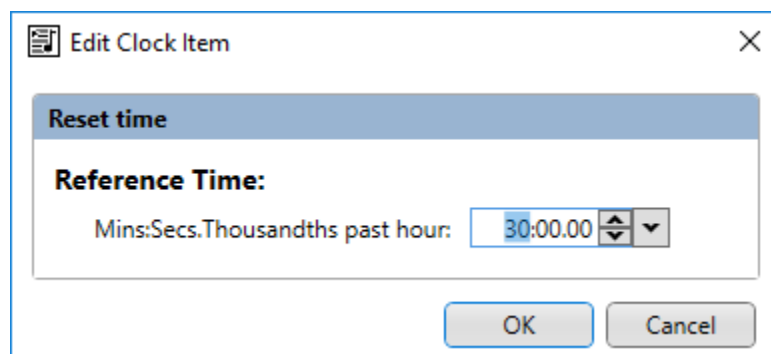 Edit Clock Item
Reset time
Reference Time:
Mins:Secs.Thousandths past hour: 30:00.00
OK Cancel